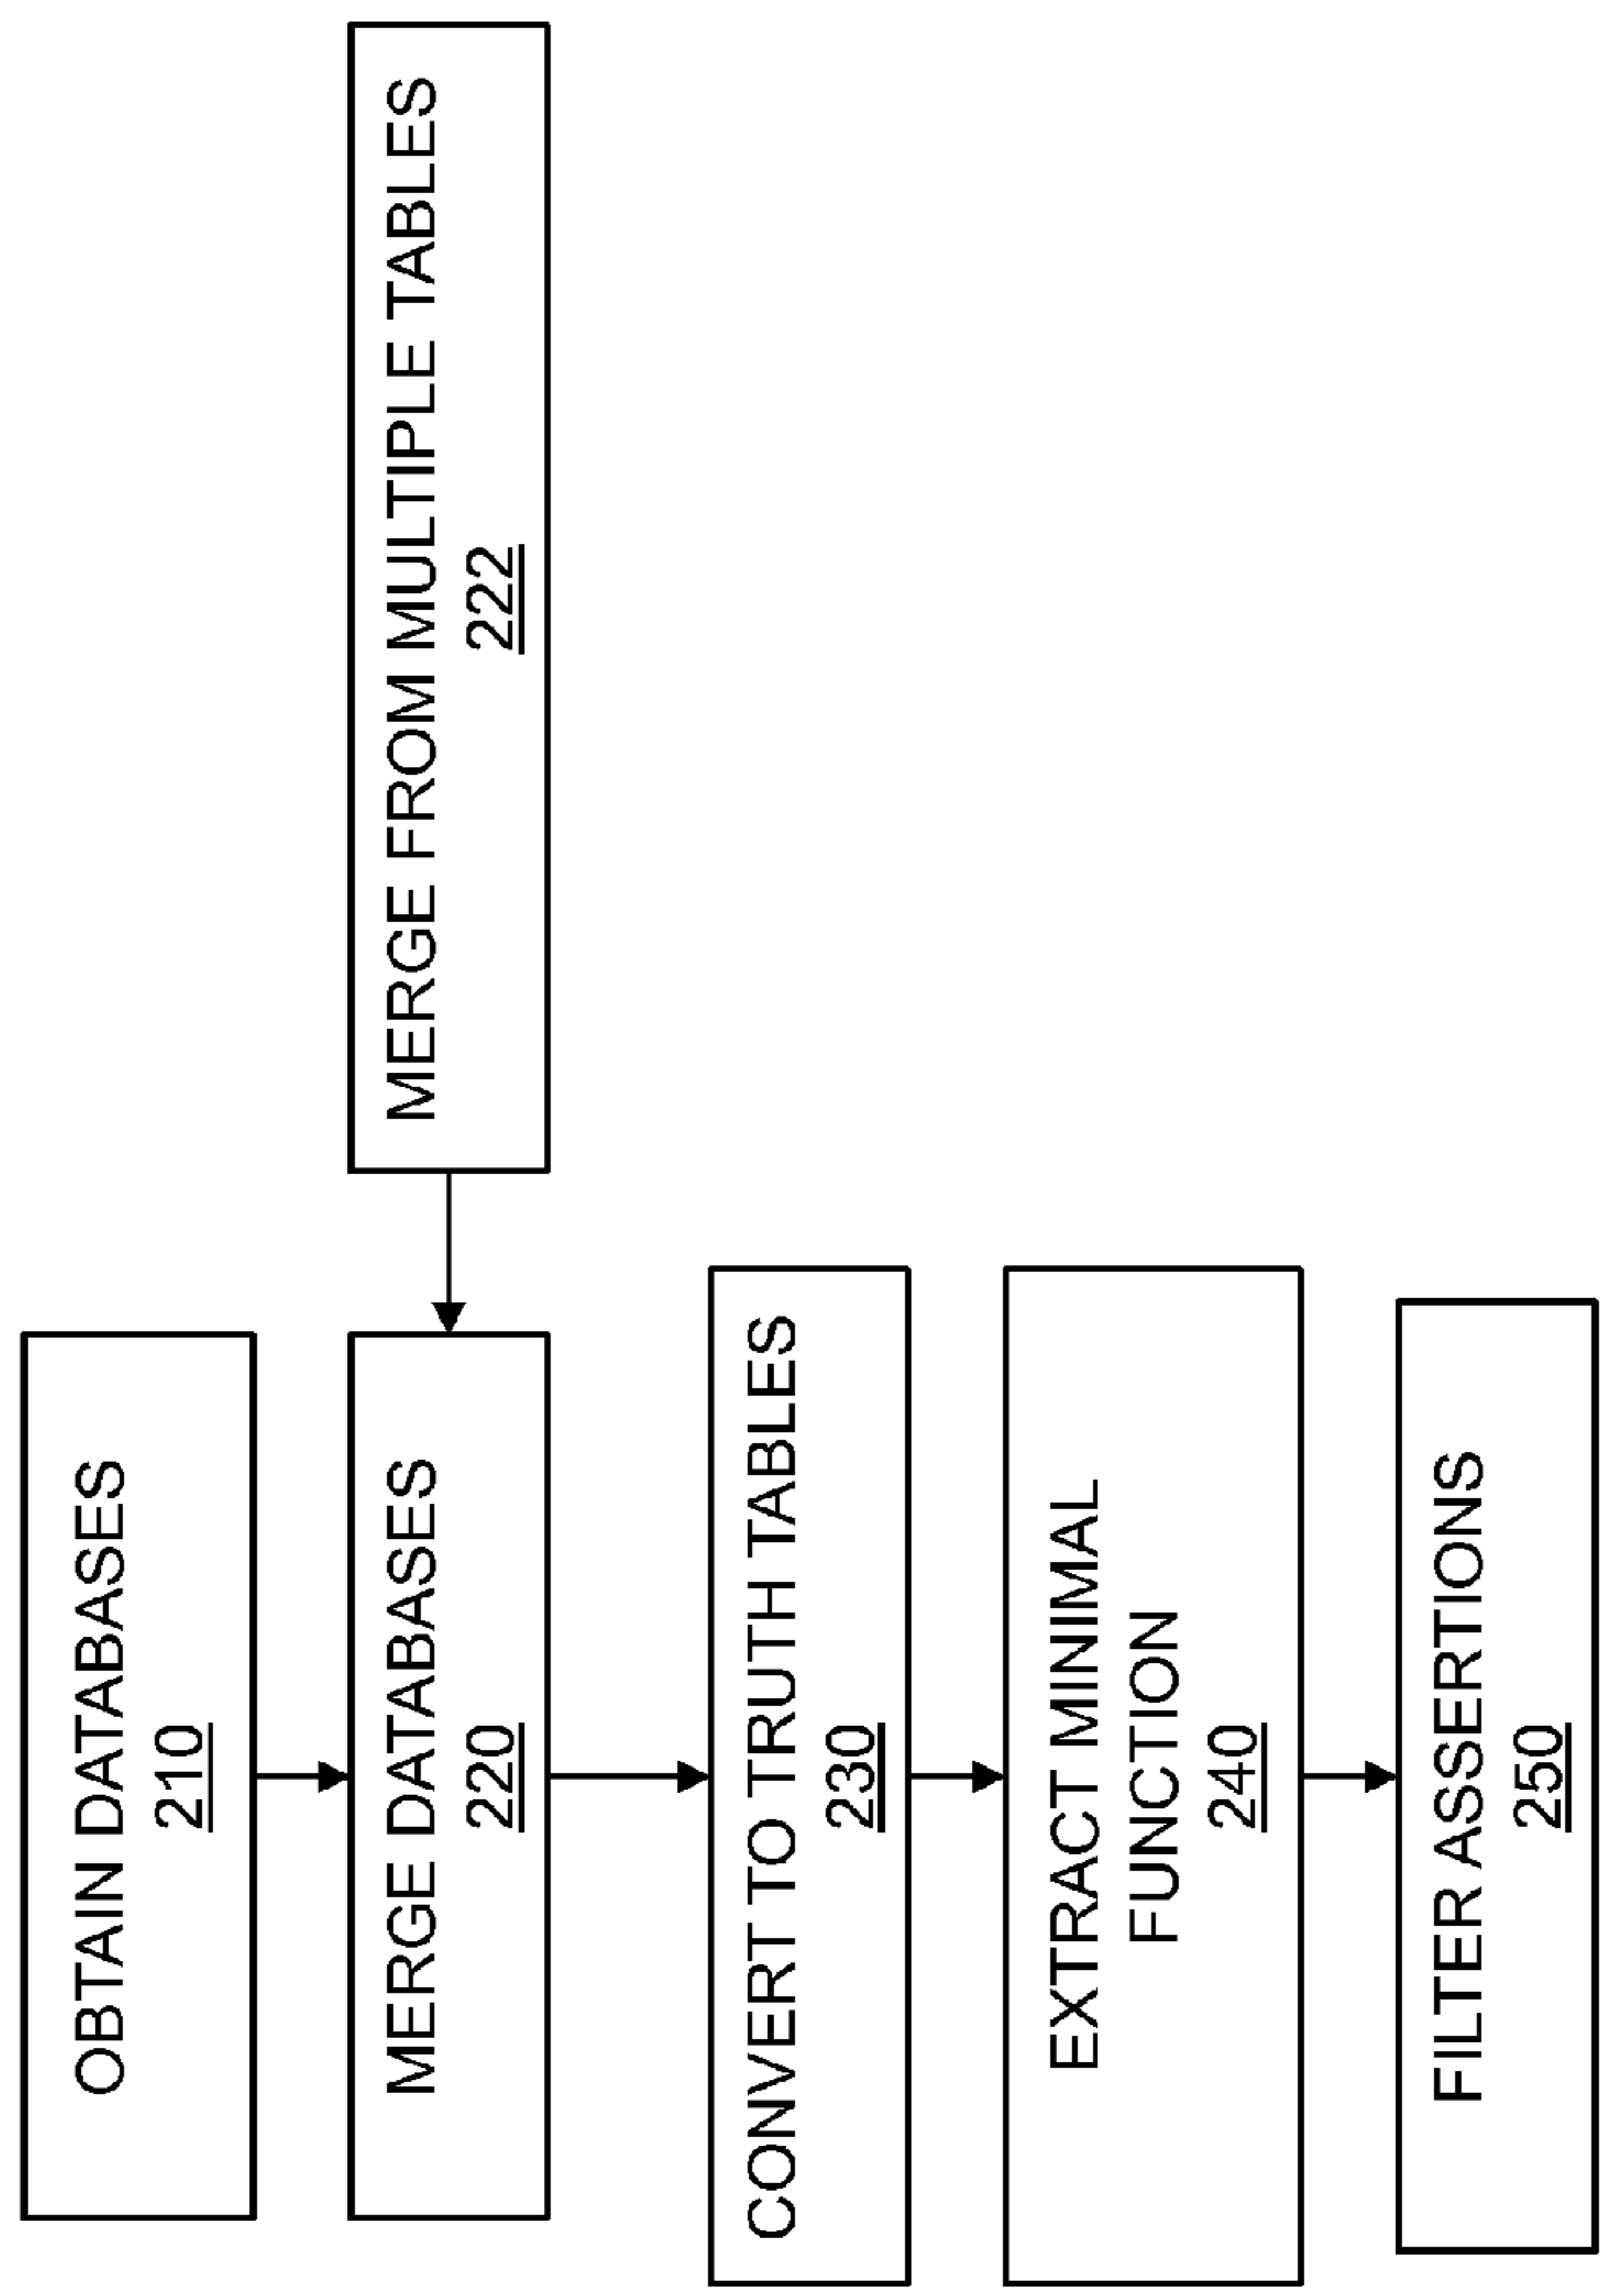 OBTAIN DATABASES
210
MERGE DATABASES
220
MERGE FROM MULTIPLE TABLES
222
CONVERT TO TRUTH TABLES
230
EXTRACT MINIMAL
FUNCTION
240
FILTER ASSERTIONS
250